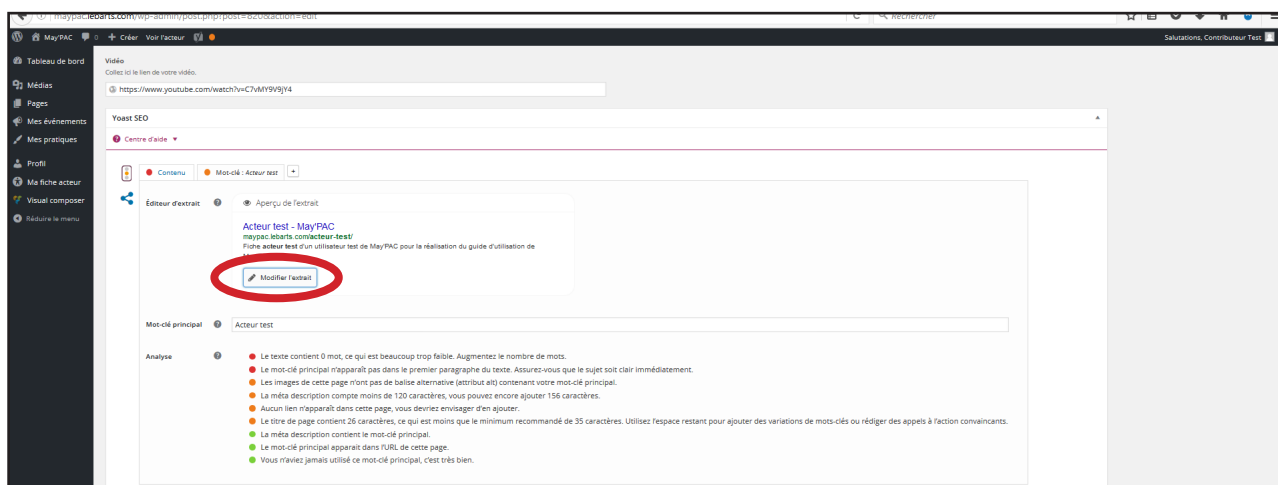 maypac.lebarts.com/wp-admin/post.php?post=820&action=edit
Rechercher
May'PAC 0 + Créer Voir l'acteur
Salutations, Contributeur Test
Tableau de bord
Médias
Pages
Mes événements
Mes pratiques
Profil
Ma fiche acteur
Visual composer
Réduire le menu
Vidéo
Collez ici le lien de votre vidéo.
https://www.youtube.com/watch?v=C7vMY9V9jY4
Yoast SEO
Centre d'aide
Contenu Mot-clé : Acteur test +
Éditeur d'extrait Aperçu de l'extrait
Acteur test - May'PAC
maypac.lebarts.com/acteur-test/
Fiche acteur test d'un utilisateur test de May'PAC pour la réalisation du guide d'utilisation de
Modifier l'extrait
Mot-clé principal Acteur test
Analyse
Le texte contient 0 mot, ce qui est beaucoup trop faible. Augmentez le nombre de mots.
Le mot-clé principal n'apparaît pas dans le premier paragraphe du texte. Assurez-vous que le sujet soit clair immédiatement.
Les images de cette page n'ont pas de balise alternative (attribut alt) contenant votre mot-clé principal.
La méta description compte moins de 120 caractères, vous pouvez encore ajouter 156 caractères.
Aucun lien n'apparaît dans cette page, vous devriez envisager d'en ajouter.
Le titre de page contient 26 caractères, ce qui est moins que le minimum recommandé de 35 caractères. Utilisez l'espace restant pour ajouter des variations de mots-clés ou rédiger des appels à l'action convaincants.
La méta description contient le mot-clé principal.
Le mot-clé principal apparait dans l'URL de cette page.
Vous n'aviez jamais utilisé ce mot-clé principal, c'est très bien.